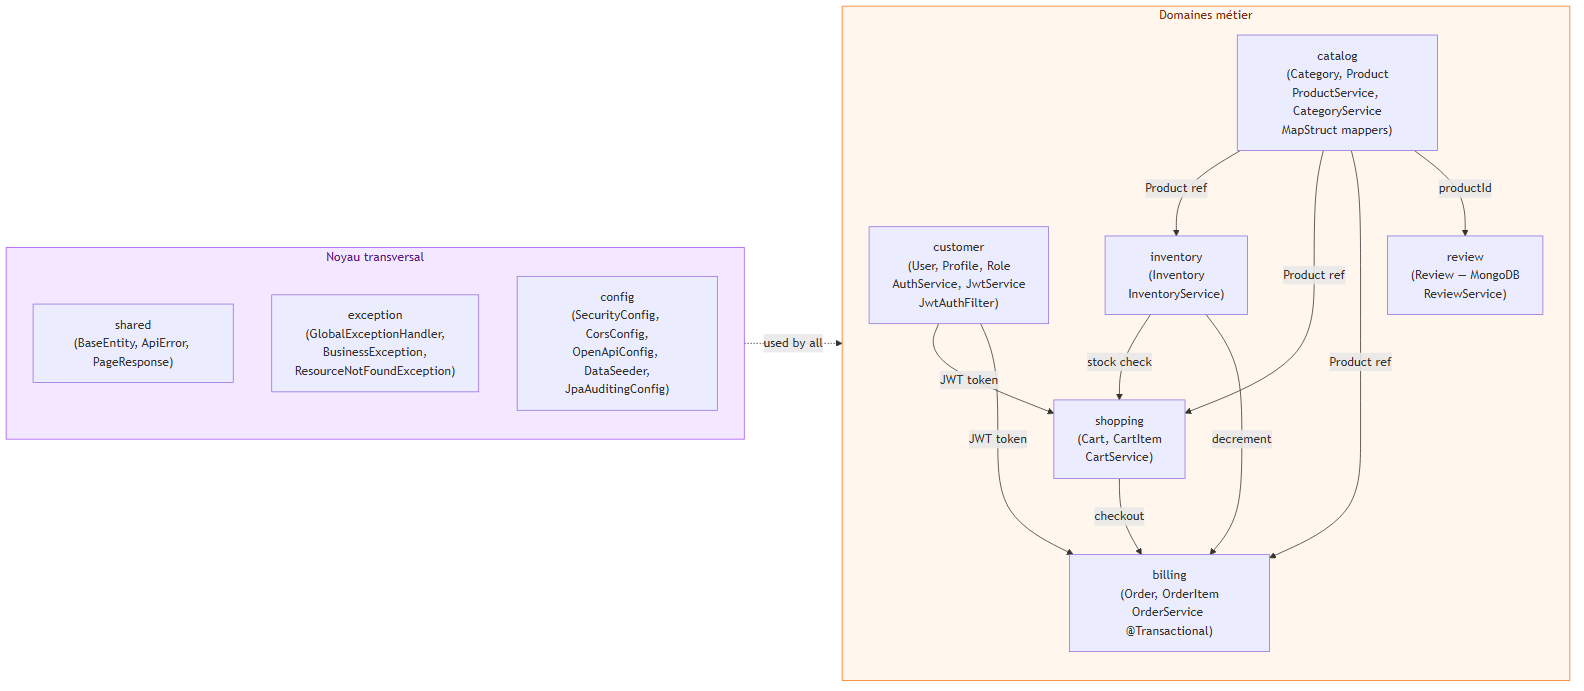 Domaines métier
catalog
(Category, Product
ProductService,
CategoryService
MapStruct mappers)
Product ref
productId
customer
(User, Profile, Role
AuthService, JwtService
JwtAuthFilter)
inventory
(Inventory
InventoryService)
review
(Review — MongoDB
ReviewService)
Product ref
Noyau transversal
shared
(BaseEntity, ApiError,
PageResponse)
exception
(GlobalExceptionHandler,
BusinessException,
ResourceNotFoundException)
config
(SecurityConfig,
CorsConfig,
OpenApiConfig,
DataSeeder,
JpaAuditingConfig)
used by all
JWT token
stock check
Product ref
shopping
(Cart, CartItem
CartService)
JWT token
decrement
checkout
billing
(Order, OrderItem
OrderService
@Transactional)